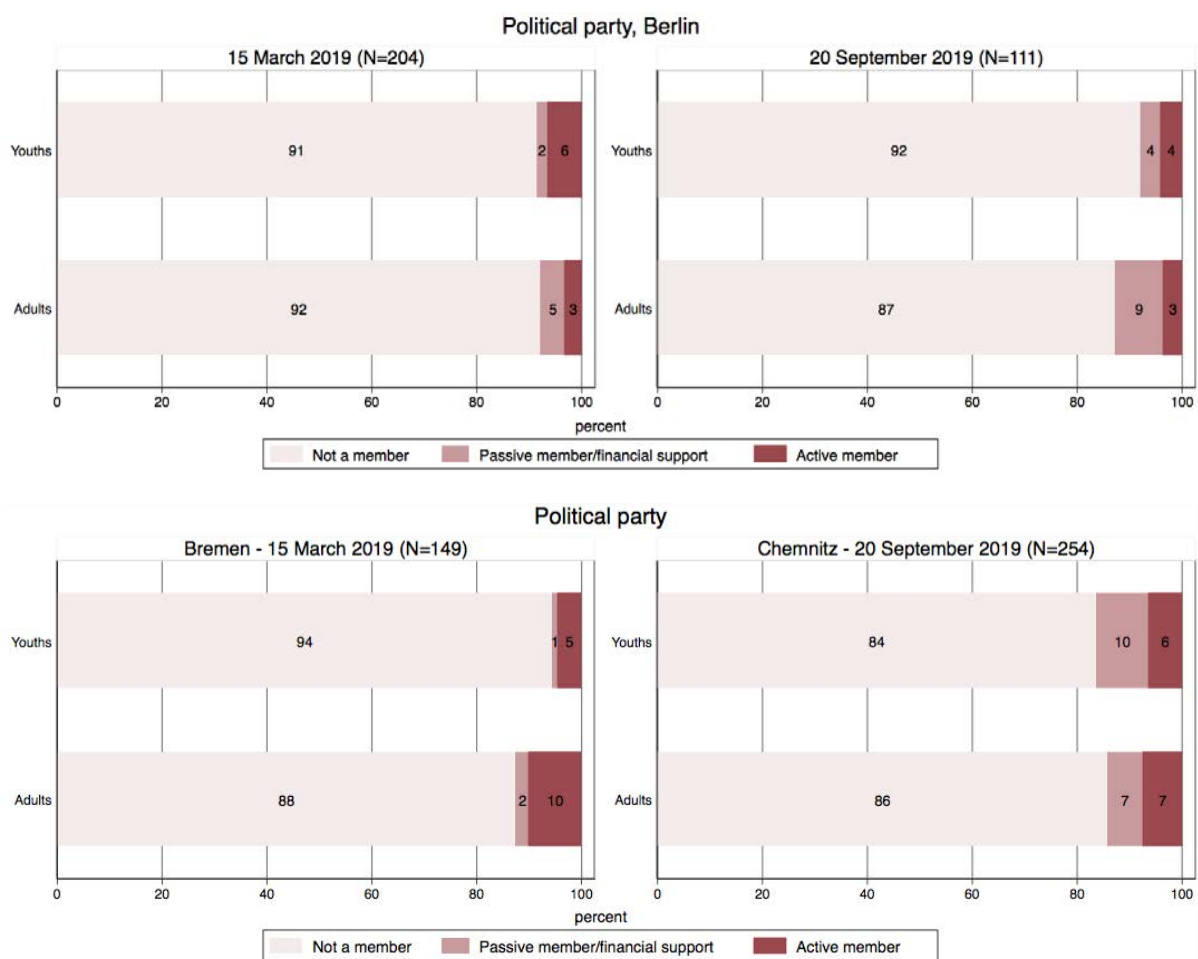 Political party, Berlin
15 March 2019 (N=204)
20 September 2019 (N=111)
Youths 91 2 6
Youths 92 4 4
Adults 92 5 3
Adults 87 9 3
0 20 40 60 80 100
0 20 40 60 80 100
percent
Not a member Passive member/financial support Active member
Political party
Bremen - 15 March 2019 (N=149)
Chemnitz - 20 September 2019 (N=254)
Youths 94 1 5
Youths 84 10 6
Adults 88 2 10
Adults 86 7 7
0 20 40 60 80 100
0 20 40 60 80 100
percent
Not a member Passive member/financial support Active member